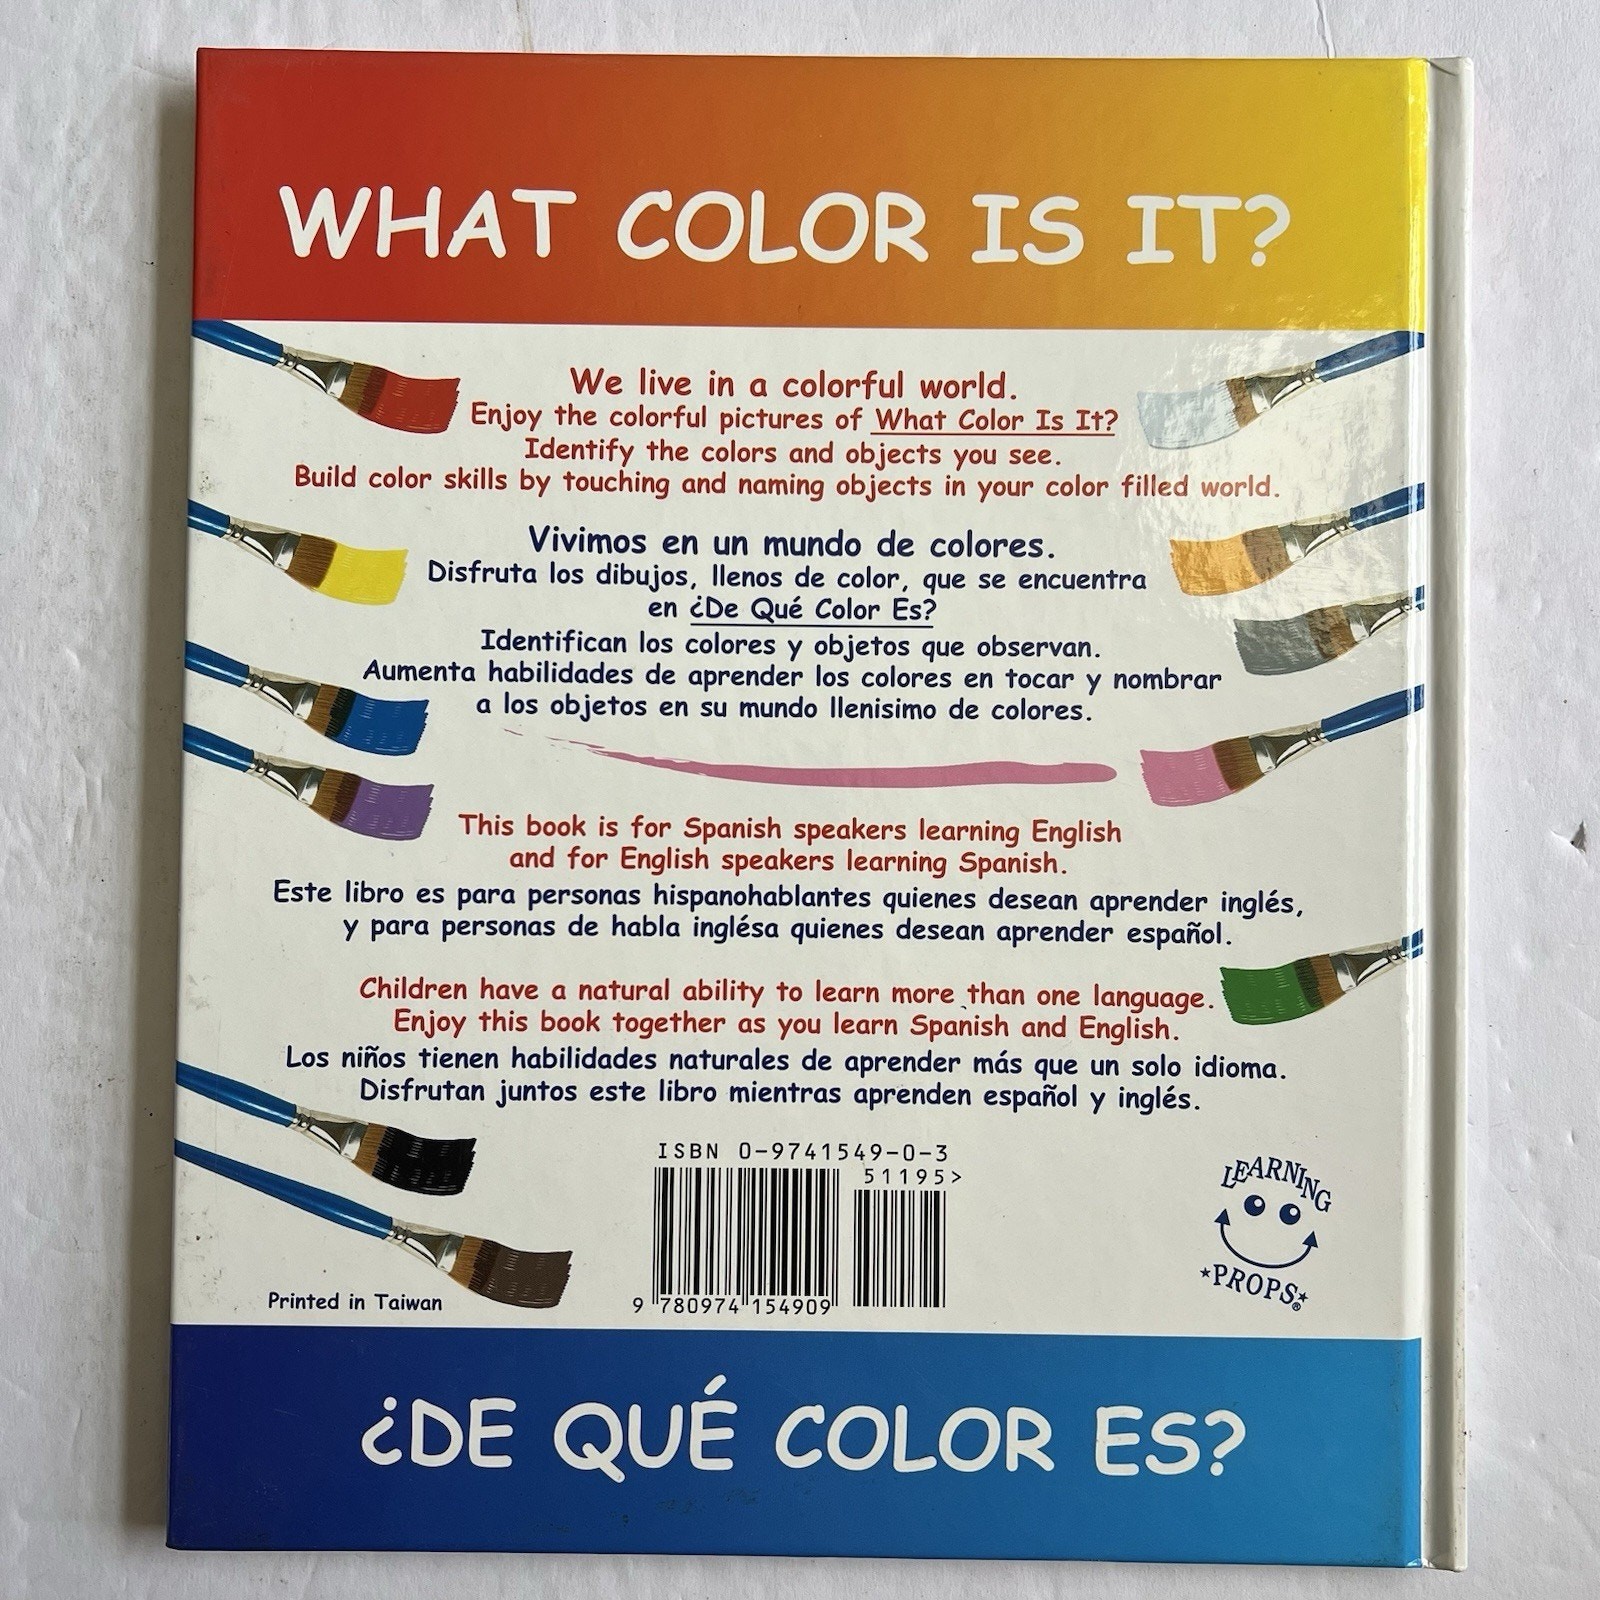 WHAT COLOR IS IT?
We live in a colorful world.
Enjoy the colorful pictures of What Color Is It?
Identify the colors and objects you see.
Build color skills by touching and naming objects in your color filled world.
Vivimos en un mundo de colores.
Disfruta los dibujos, llenos de color, que se encuentra
en ¿De Qué Color Es?
Identifican los colores y objetos que observan.
Aumenta habilidades de aprender los colores en tocar y nombrar
a los objetos en su mundo llenisimo de colores.
This book is for Spanish speakers learning English
and for English speakers learning Spanish.
Este libro es para personas hispanohablantes quienes desean aprender inglés,
y para personas de habla inglésa quienes desean aprender español.
Children have a natural ability to learn more than one language.
Enjoy this book together as you learn Spanish and English.
Los niños tienen habilidades naturales de aprender más que un solo idioma.
Disfrutan juntos este libro mientras aprenden español y inglés.
ISBN 0-9741549-0-3
51195>
9 780974 154909
Printed in Taiwan
LEARNING
★PROPS★®
¿DE QUÉ COLOR ES?